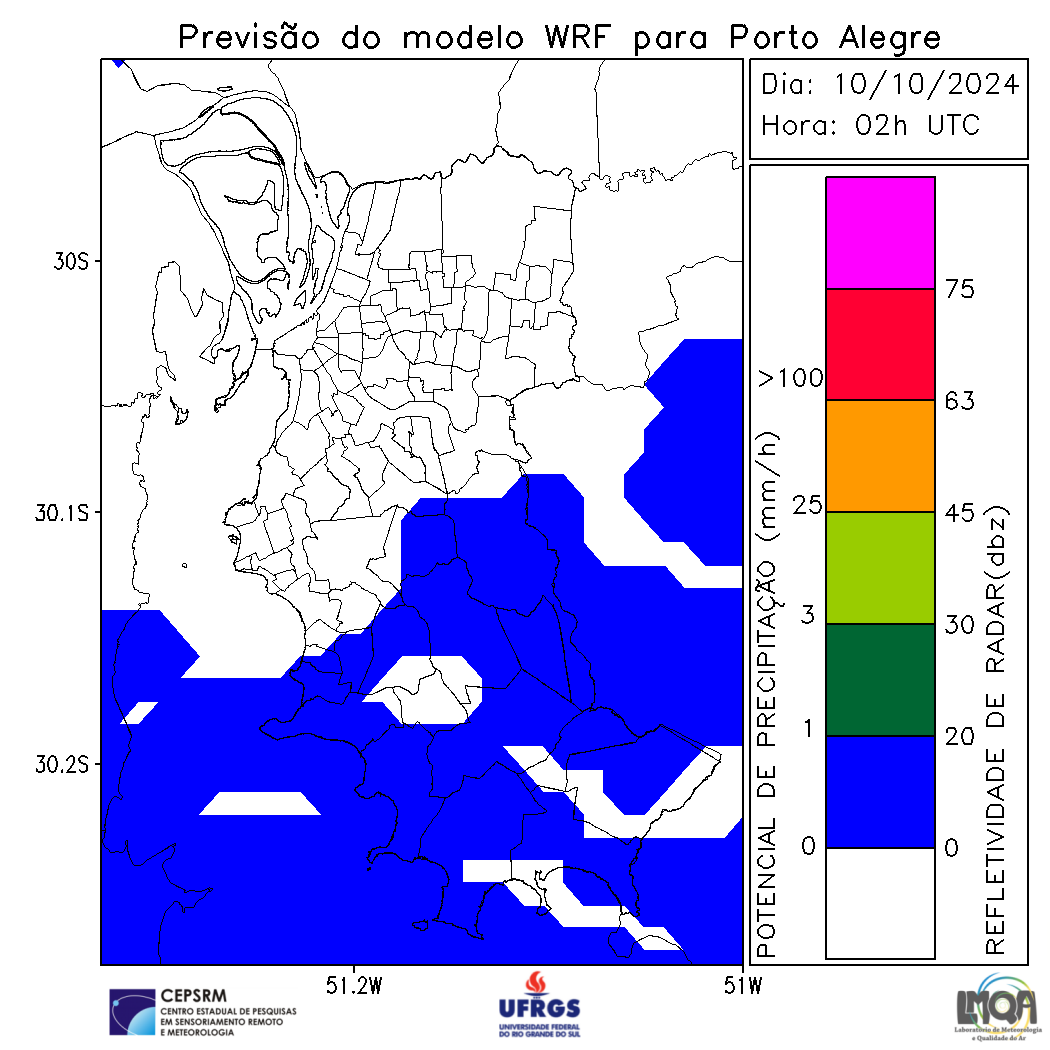 Previsão do modelo WRF para Porto Alegre
Dia: 10/10/2024
Hora: 02h UTC
30S
30.1S
30.2S
51.2W
51W
POTENCIAL DE PRECIPITAÇÃO (mm/h)
>100
25
3
1
0
75
63
45
30
20
0
REFLETIVIDADE DE RADAR(dbz)
CEPSRM
CENTRO ESTADUAL DE PESQUISAS
EM SENSORIAMENTO REMOTO
E METEOROLOGIA
UFRGS
UNIVERSIDADE FEDERAL
DO RIO GRANDE DO SUL
LMQA
Laboratório de Meteorologia
e Qualidade do Ar